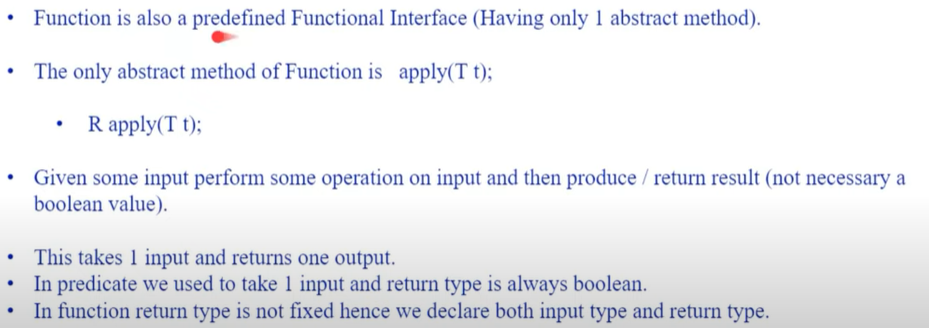 • Function is also a predefined Functional Interface (Having only 1 abstract method).
• The only abstract method of Function is apply(T t);
• R apply(T t);
• Given some input perform some operation on input and then produce / return result (not necessary a
boolean value).
• This takes 1 input and returns one output.
• In predicate we used to take 1 input and return type is always boolean.
• In function return type is not fixed hence we declare both input type and return type.